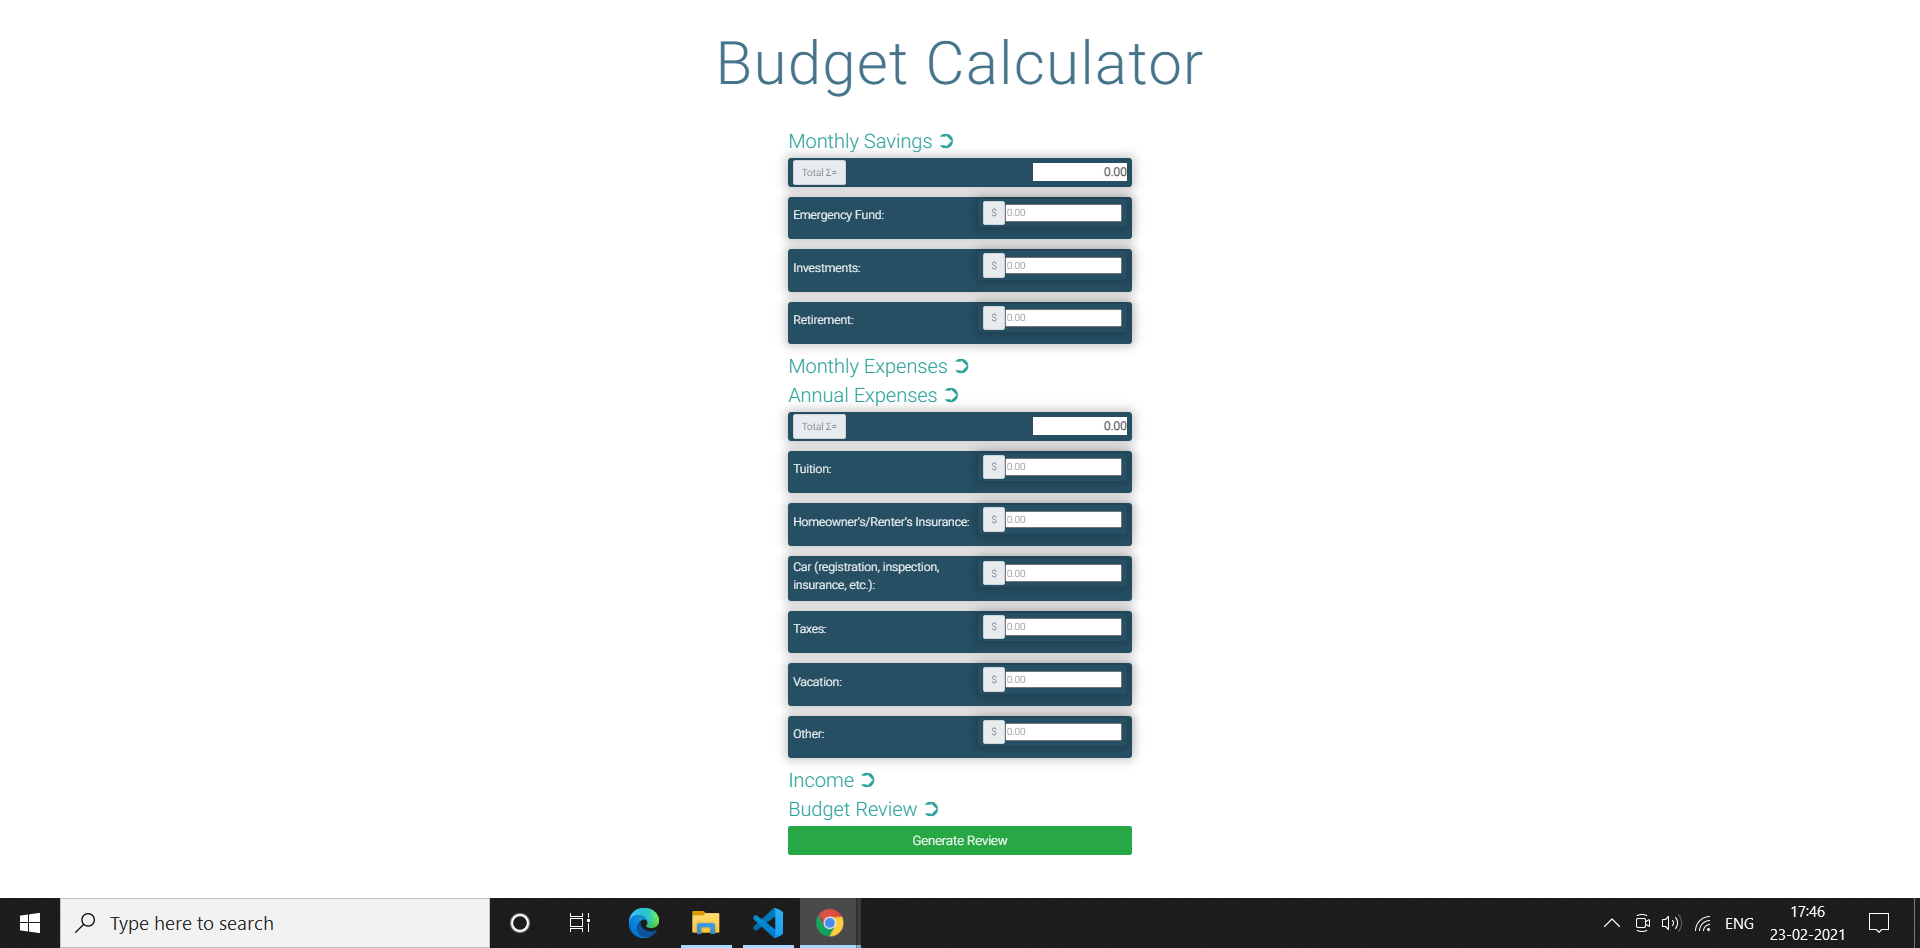 Budget Calculator
Monthly Savings ➲
Total Σ= 0.00
Emergency Fund: $ 0.00
Investments: $ 0.00
Retirement: $ 0.00
Monthly Expenses ➲
Annual Expenses ➲
Total Σ= 0.00
Tuition: $ 0.00
Homeowner's/Renter's Insurance: $ 0.00
Car (registration, inspection,
insurance, etc.): $ 0.00
Taxes: $ 0.00
Vacation: $ 0.00
Other: $ 0.00
Income ➲
Budget Review ➲
Generate Review
Type here to search
ENG
17:46
23-02-2021